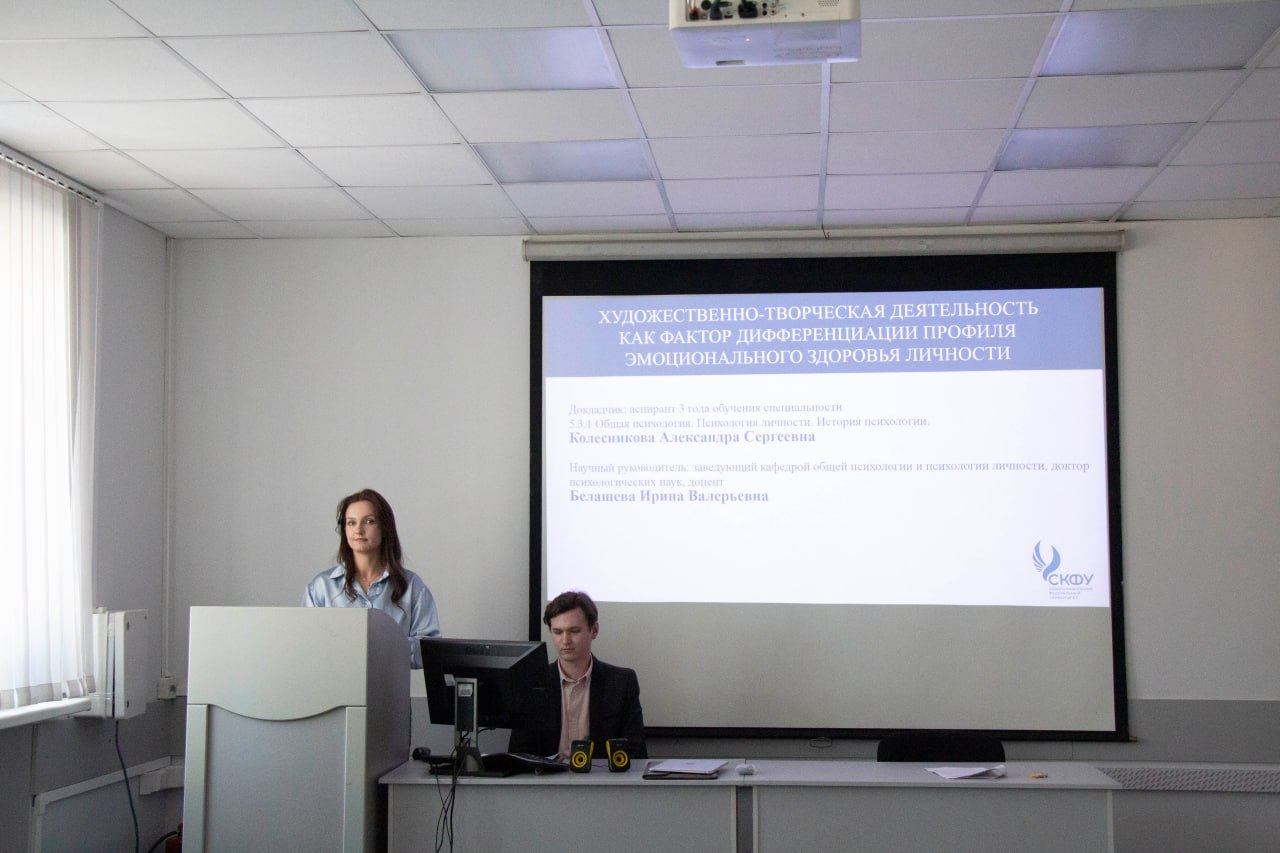 ХУДОЖЕСТВЕННО-ТВОРЧЕСКАЯ ДЕЯТЕЛЬНОСТЬ
КАК ФАКТОР ДИФФЕРЕНЦИАЦИИ ПРОФИЛЯ
ЭМОЦИОНАЛЬНОГО ЗДОРОВЬЯ ЛИЧНОСТИ
Докладчик: аспирант 3 года обучения специальности
5.3.1 Общая психология. Психология личности. История психологии.
Колесникова Александра Сергеевна
Научный руководитель: заведующий кафедрой общей психологии и психологии личности, доктор
психологических наук, доцент
Белашева Ирина Валерьевна
СКФУ